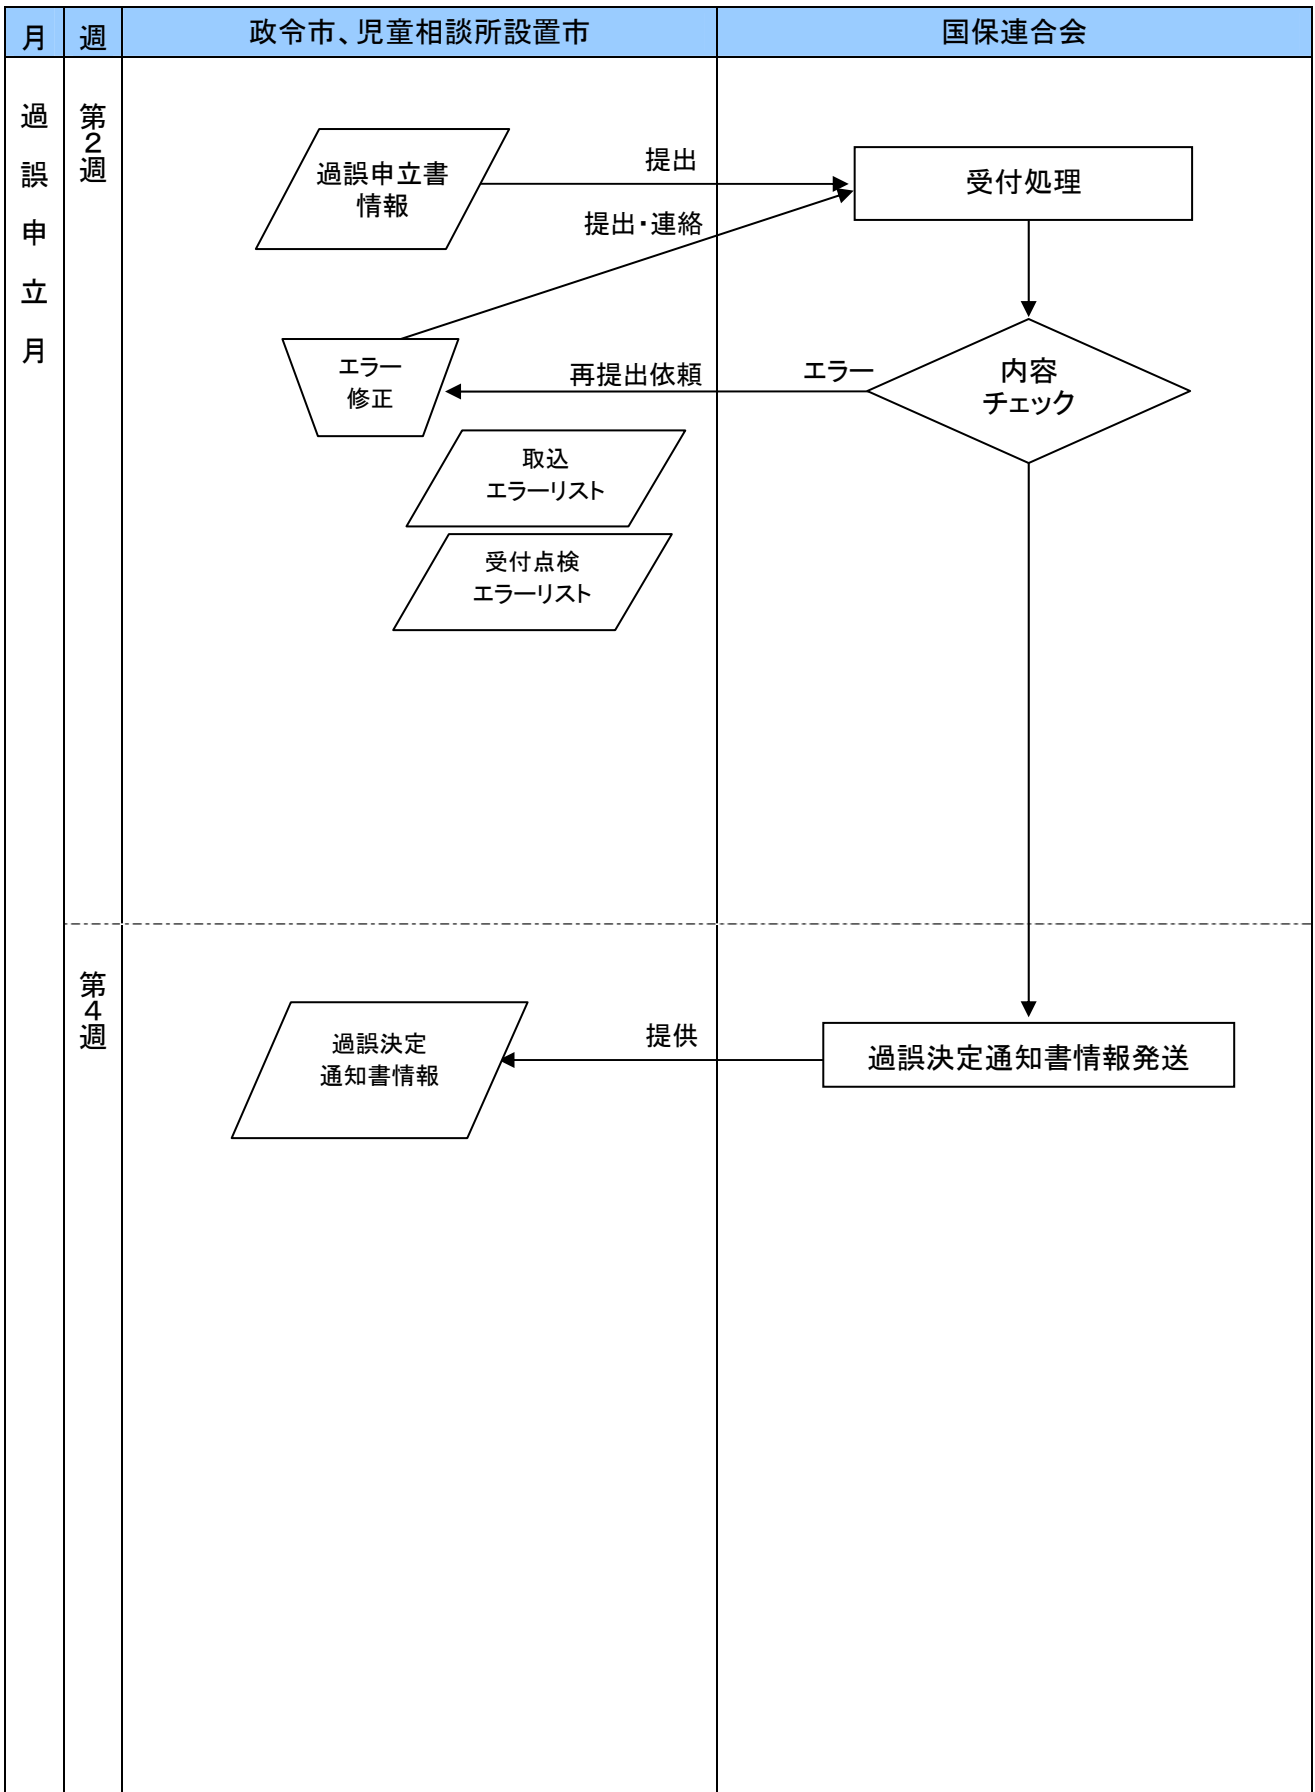 月
週
政令市、児童相談所設置市
国保連合会
過誤申立月
第2週
過誤申立書
情報
提出
受付処理
提出・連絡
エラー
修正
再提出依頼
エラー
内容
チェック
取込
エラーリスト
受付点検
エラーリスト
第4週
過誤決定
通知書情報
提供
過誤決定通知書情報発送